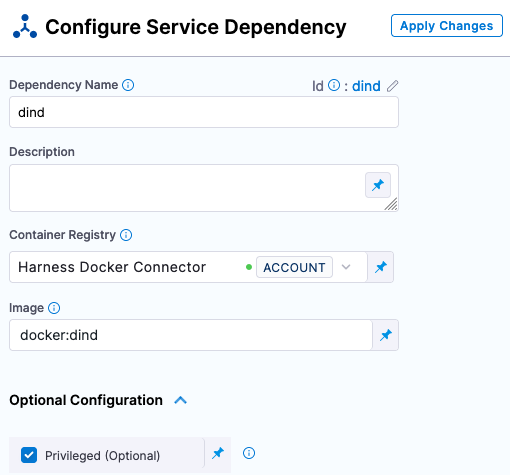 Configure Service Dependency
Apply Changes
Dependency Name
Id : dind
dind
Description
Container Registry
Harness Docker Connector ACCOUNT
Image
docker:dind
Optional Configuration
Privileged (Optional)